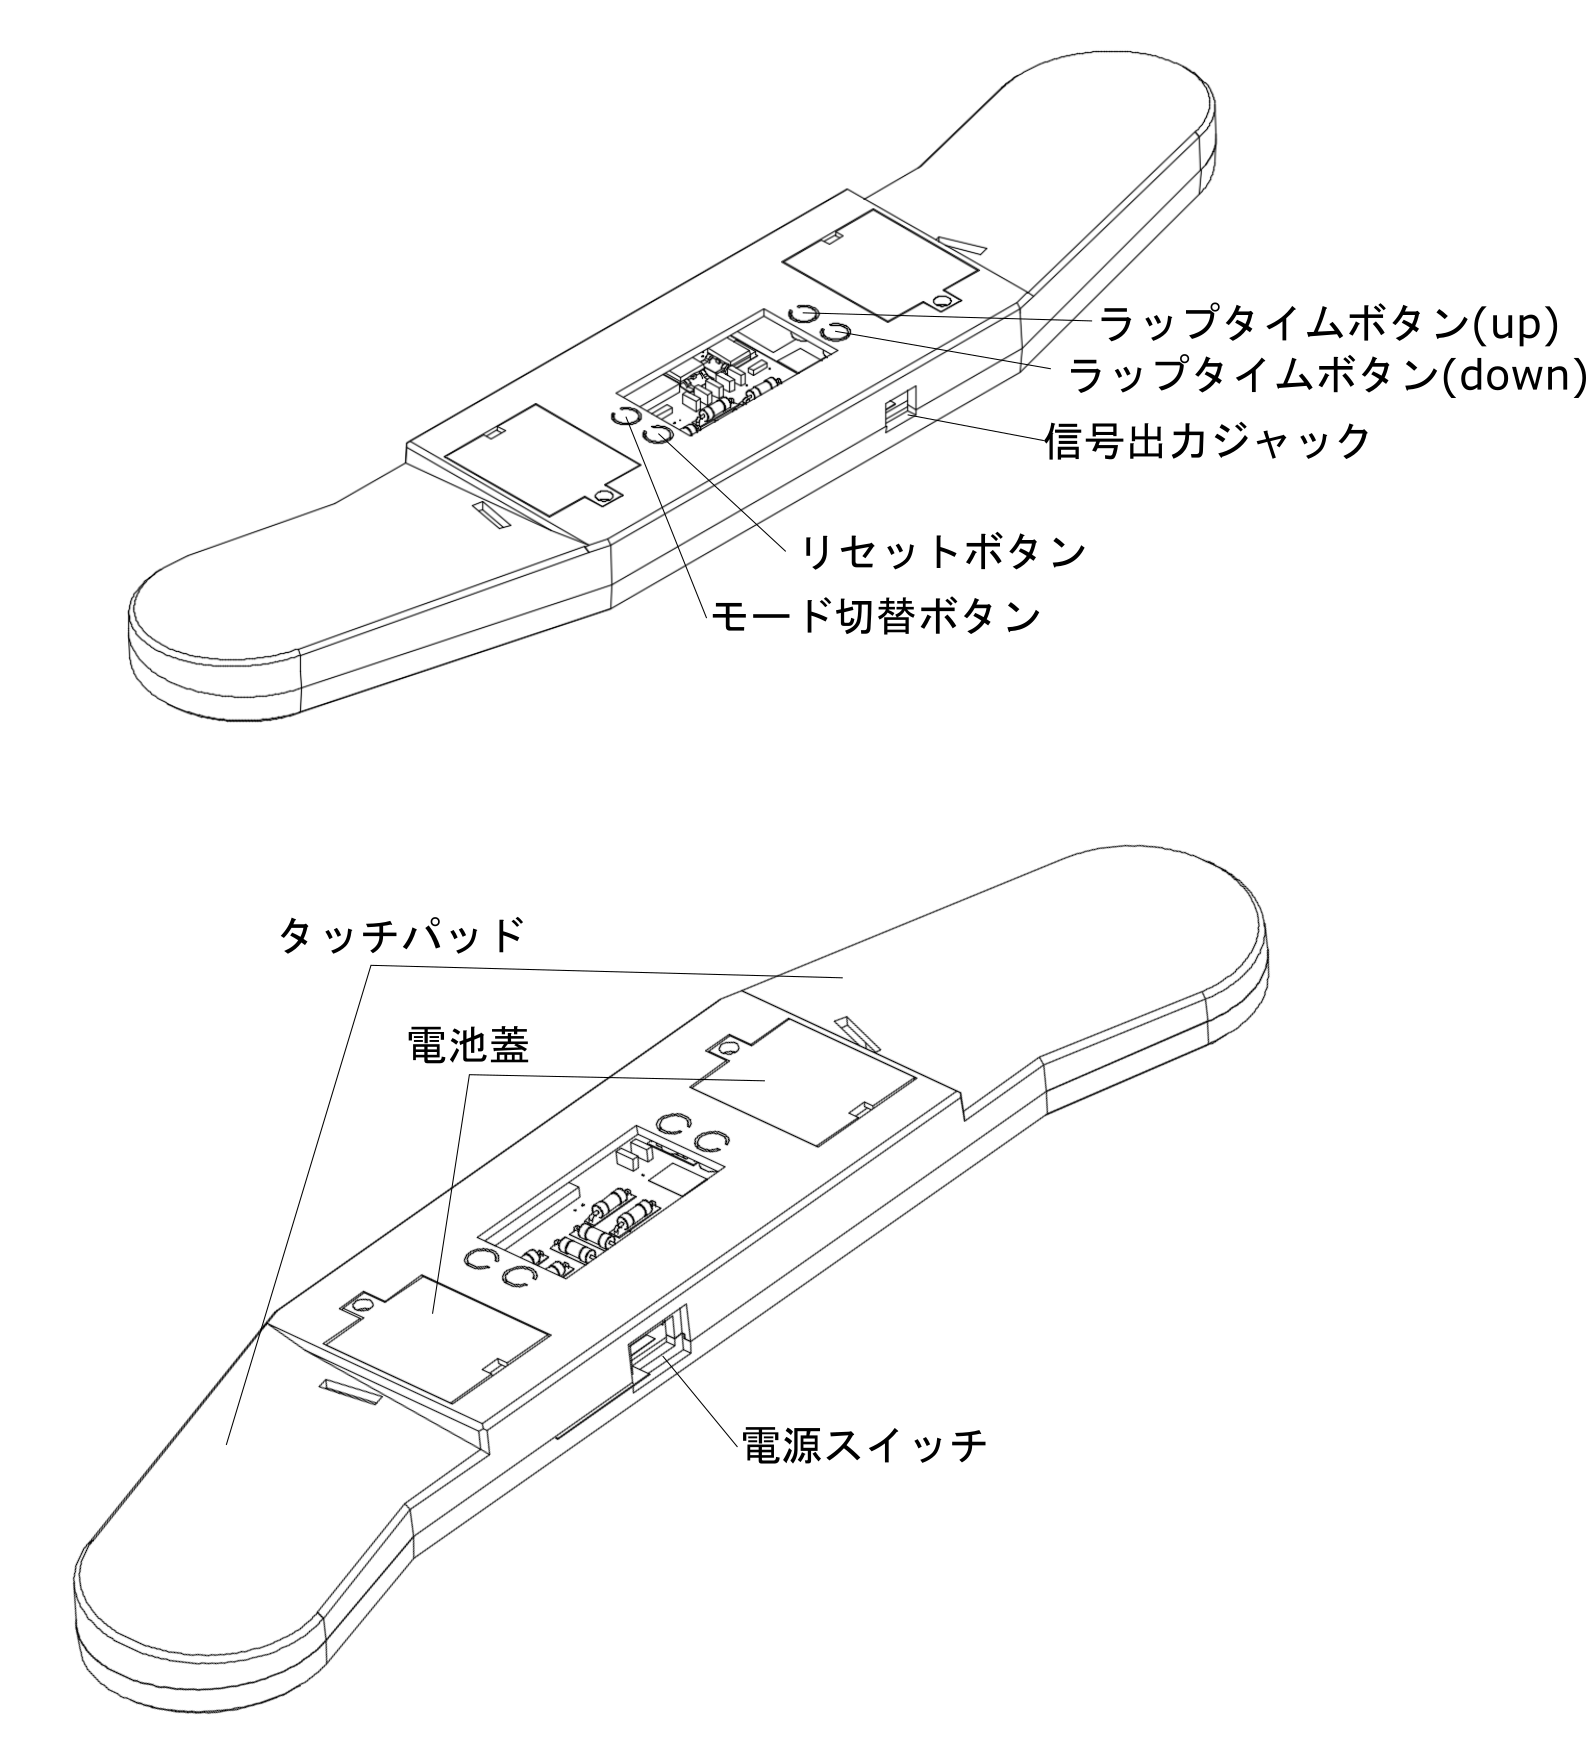 ラップタイムボタン(up)
ラップタイムボタン(down)
信号出力ジャック
リセットボタン
モード切替ボタン
タッチパッド
電池蓋
電源スイッチ